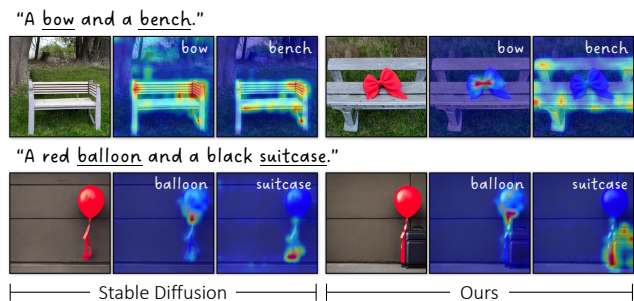 “A bow and a bench.”
bow bench bow bench
“A red balloon and a black suitcase.”
balloon suitcase balloon suitcase
Stable Diffusion Ours